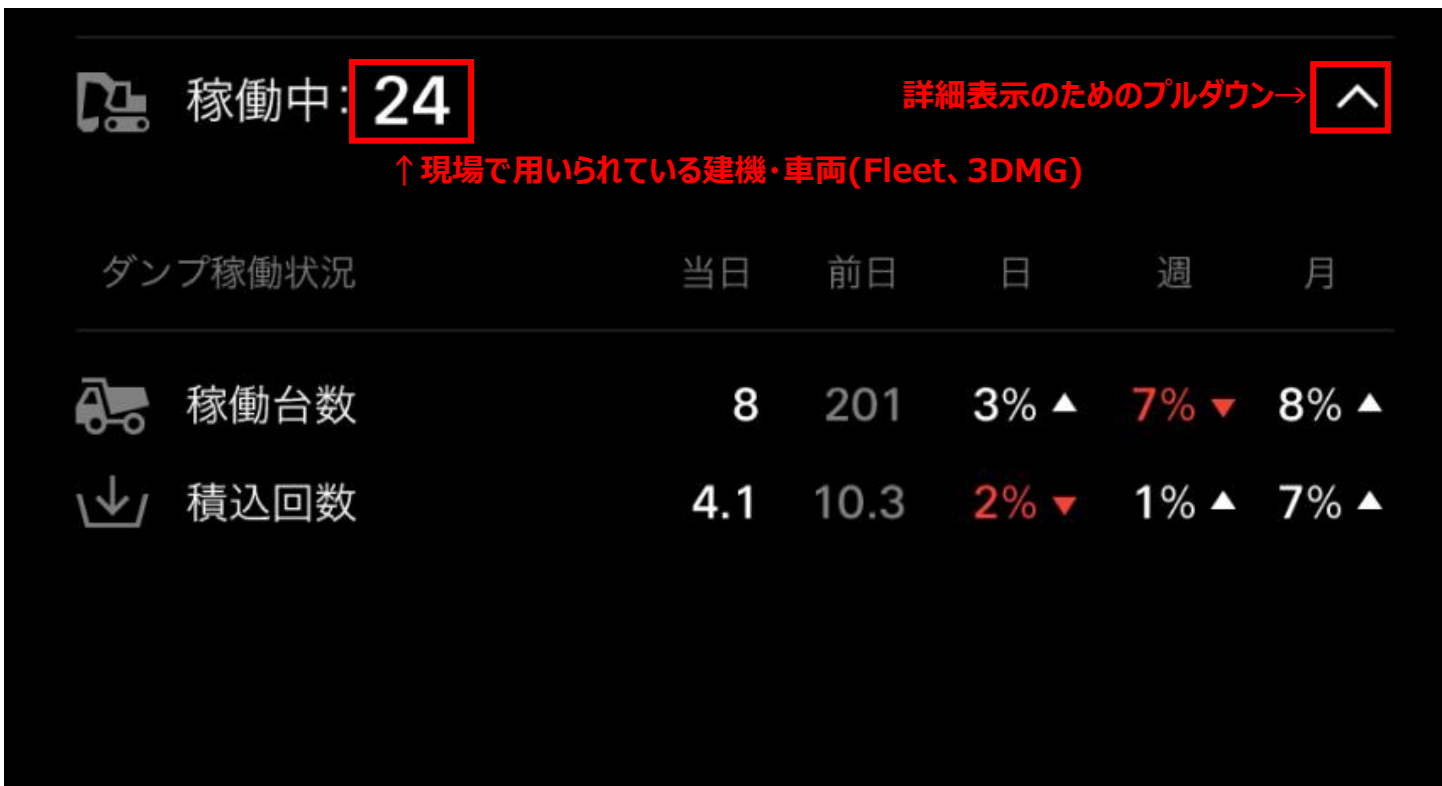 稼働中: 24
詳細表示のためのプルダウン→
↑現場で用いられている建機・車両(Fleet、3DMG)
ダンプ稼働状況 当日 前日 日 週 月
稼働台数 8 201 3% ▲ 7% ▼ 8% ▲
積込回数 4.1 10.3 2% ▼ 1% ▲ 7% ▲